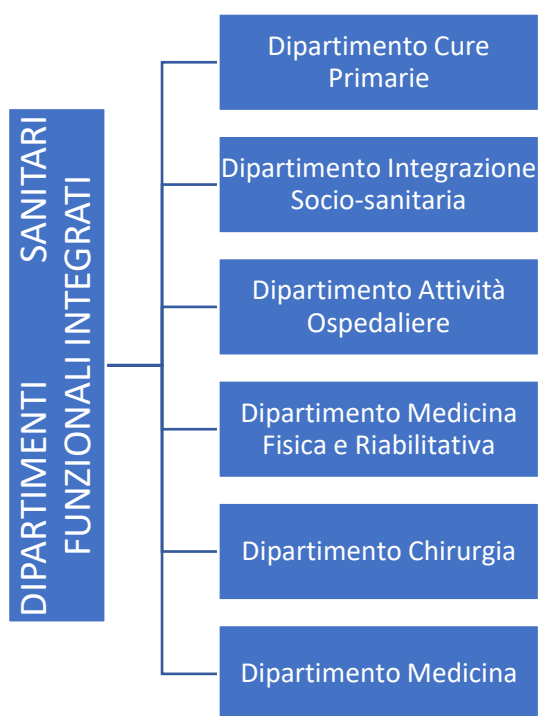 DIPARTIMENTI SANITARI
FUNZIONALI INTEGRATI
Dipartimento Cure
Primarie
Dipartimento Integrazione
Socio-sanitaria
Dipartimento Attività
Ospedaliere
Dipartimento Medicina
Fisica e Riabilitativa
Dipartimento Chirurgia
Dipartimento Medicina